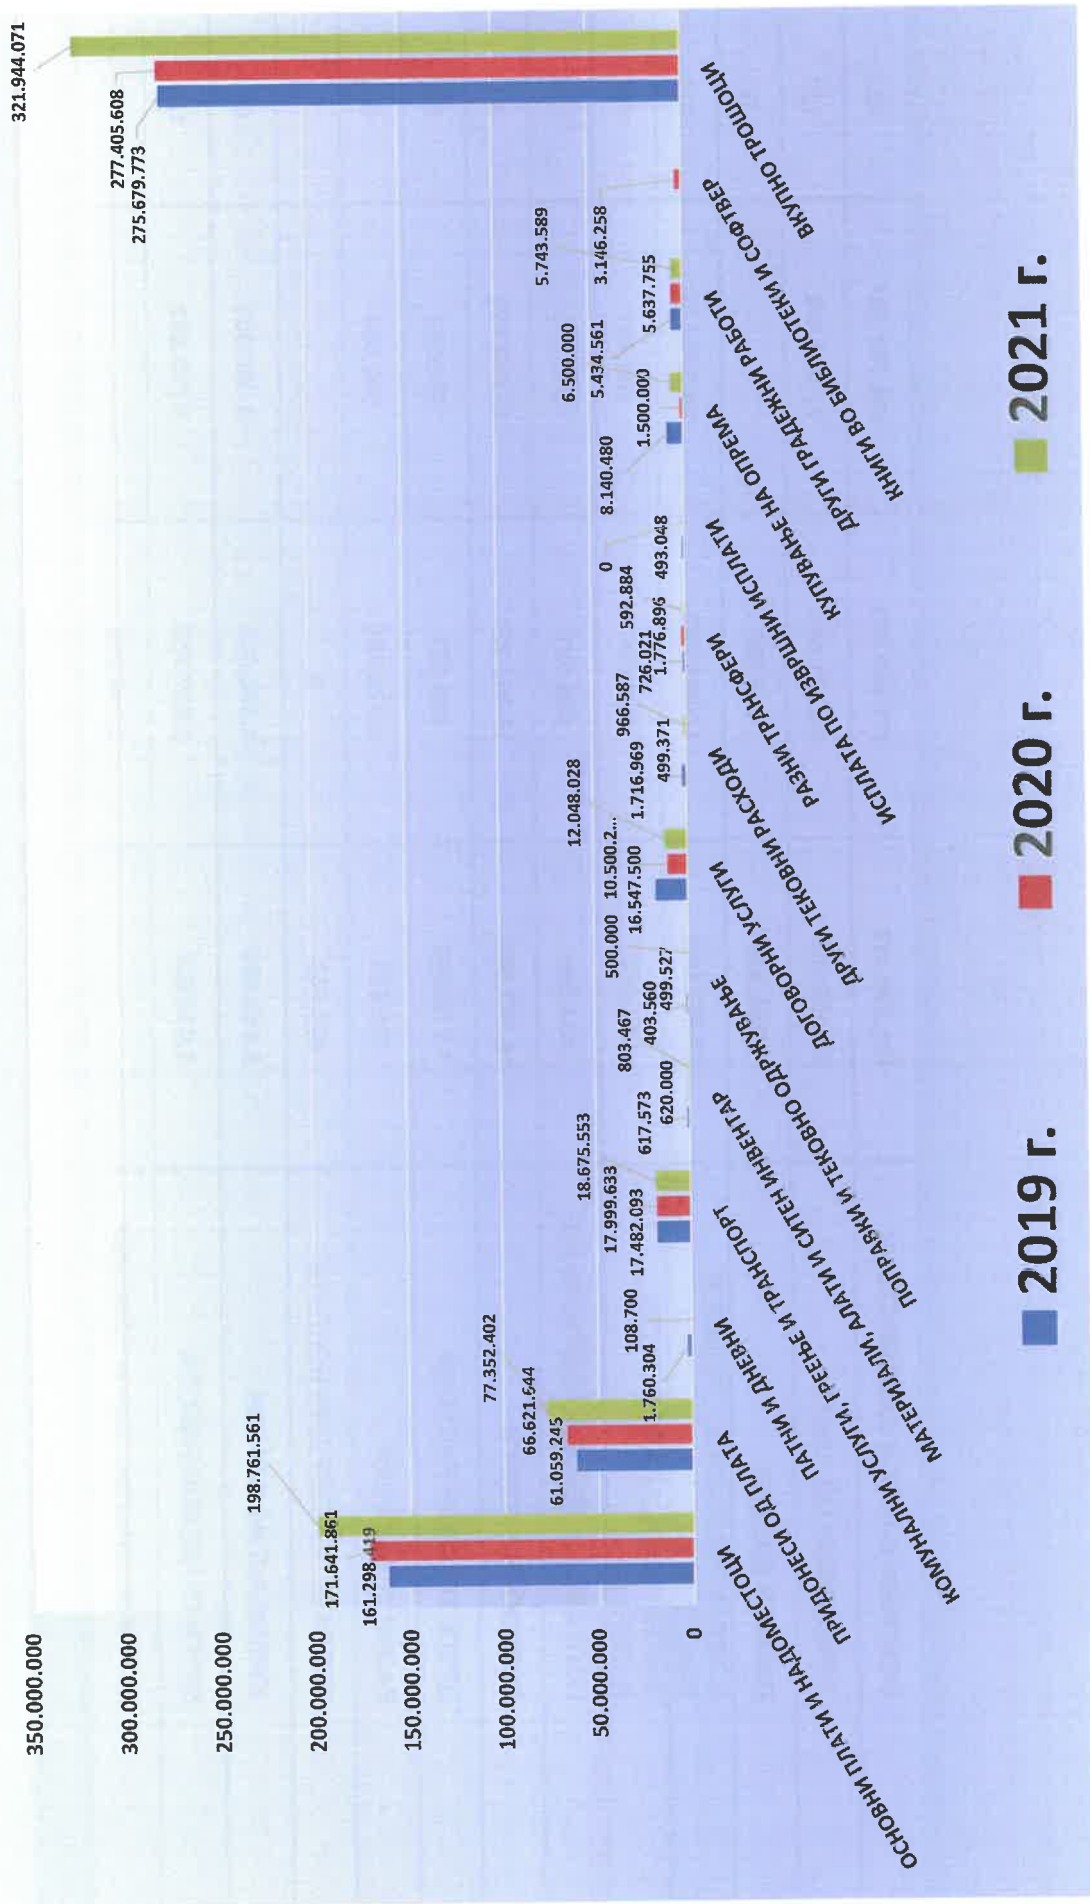 350.000.000
300.000.000
250.000.000
200.000.000
150.000.000
100.000.000
50.000.000
0
198.761.561
171.641.861
161.298.419
77.352.402
66.621.644
61.059.245
108.700
1.760.304
18.675.553
17.999.633
17.482.093
617.573
620.000
803.467
403.560
499.527
500.000
10.500.2...
16.547.500
12.048.028
1.716.969
499.371
966.587
726.021
1.776.896
592.884
0
493.048
8.140.480
1.500.000
6.500.000
5.434.561
5.637.755
5.743.589
3.146.258
275.679.773
277.405.608
321.944.071
ОСНОВНИ ПЛАТИ И НАДОМЕСТОЦИ
ПРИДОНЕСИ ОД ПЛАТА
ПАТНИ И ДНЕВНИ
КОМУНАЛНИ УСЛУГИ, ГРЕЕЊЕ И ТРАНСПОРТ
МАТЕРИЈАЛИ, АЛАТИ И СИТЕН ИНВЕНТАР
ПОПРАВКИ И ТЕКОВНО ОДРЖУВАЊЕ
ДОГОВОРНИ УСЛУГИ
ДРУГИ ТЕКОВНИ РАСХОДИ
РАЗНИ ТРАНСФЕРИ
ИСПЛАТА ПО ИЗВРШНИ ИСПЛАТИ
КУПУВАЊЕ НА ОПРЕМА
ДРУГИ ГРАДЕЖНИ РАБОТИ
КНИГИ ВО БИБЛИОТЕКИ И СОФТВЕР
ВКУПНО ТРОШОЦИ
2019 г.
2020 г.
2021 г.